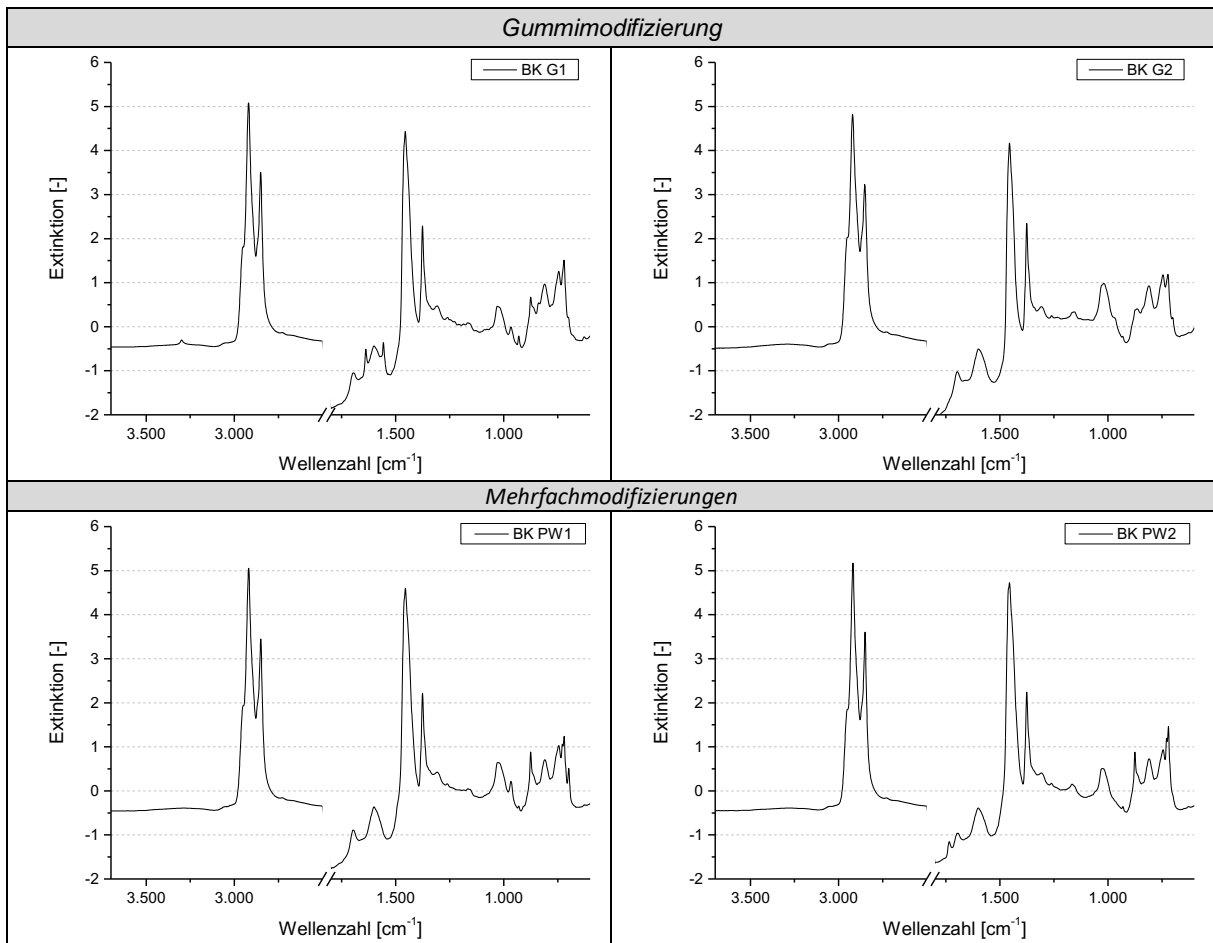 Gummimodifizierung
BK G1
Extinktion [-]
6
5
4
3
2
1
0
-1
-2
3.500 3.000 1.500 1.000
Wellenzahl [cm-1]
BK G2
Extinktion [-]
6
5
4
3
2
1
0
-1
-2
3.500 3.000 1.500 1.000
Wellenzahl [cm-1]
Mehrfachmodifizierungen
BK PW1
Extinktion [-]
6
5
4
3
2
1
0
-1
-2
3.500 3.000 1.500 1.000
Wellenzahl [cm-1]
BK PW2
Extinktion [-]
6
5
4
3
2
1
0
-1
-2
3.500 3.000 1.500 1.000
Wellenzahl [cm-1]